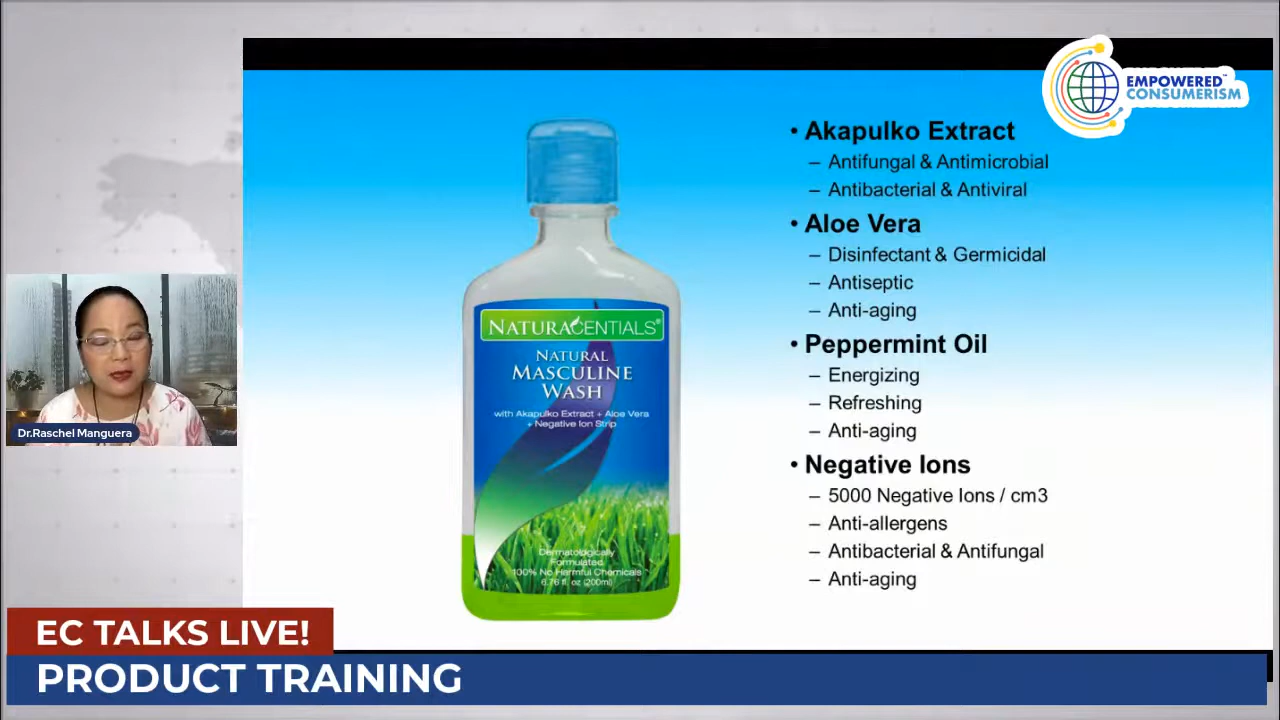 EMPOWERED
CONSUMERISM
• Akapulko Extract
– Antifungal & Antimicrobial
– Antibacterial & Antiviral
• Aloe Vera
– Disinfectant & Germicidal
– Antiseptic
– Anti-aging
• Peppermint Oil
– Energizing
– Refreshing
– Anti-aging
• Negative Ions
– 5000 Negative Ions / cm3
– Anti-allergens
– Antibacterial & Antifungal
– Anti-aging
NATURACENTIALS®
NATURAL
MASCULINE
WASH
with Akapulko Extract + Aloe Vera
+ Negative Ion Strip
Dermatologically
Formulated
100% No Harmful Chemicals
6.76 fl. oz (200ml)
Dr.Raschel Manguera
EC TALKS LIVE!
PRODUCT TRAINING